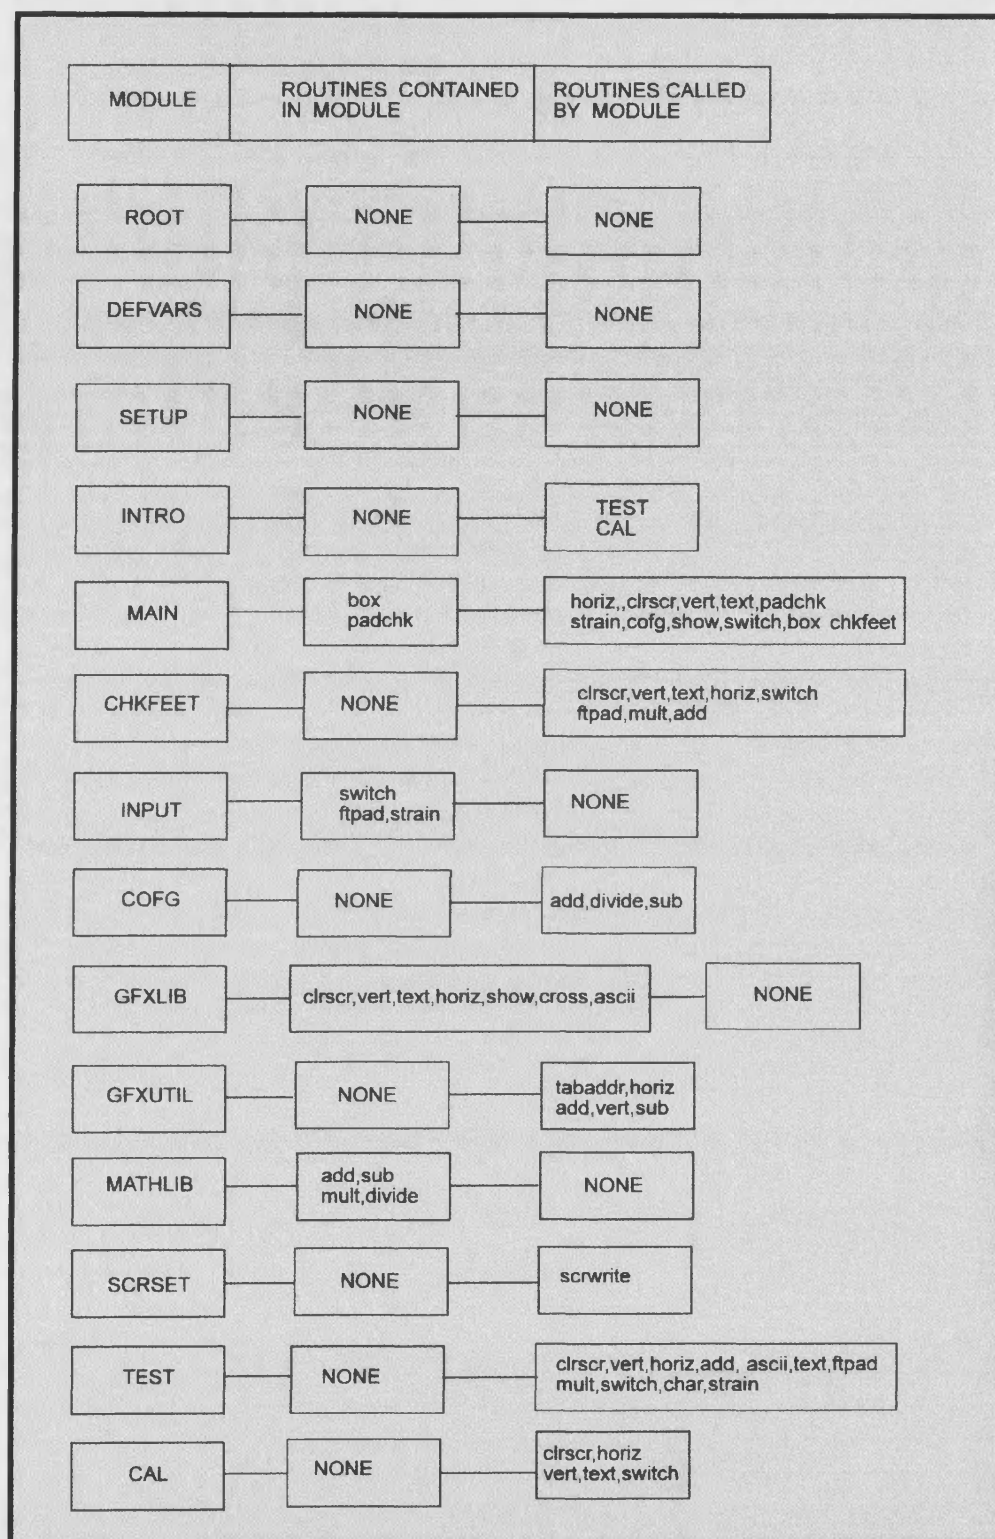 MODULE
ROUTINES CONTAINED
IN MODULE
ROUTINES CALLED
BY MODULE
ROOT
NONE
NONE
DEFVARS
NONE
NONE
SETUP
NONE
NONE
INTRO
NONE
TEST
CAL
MAIN
box
padchk
horiz,,clrscr,vert,text,padchk
strain,cofg,show,switch,box chkfeet
CHKFEET
NONE
clrscr,vert,text,horiz,switch
ftpad,mult,add
INPUT
switch
ftpad,strain
NONE
COFG
NONE
add,divide,sub
GFXLIB
clrscr,vert,text,horiz,show,cross,ascii
NONE
GFXUTIL
NONE
tabaddr,horiz
add,vert,sub
MATHLIB
add,sub
mult,divide
NONE
SCRSET
NONE
scrwrite
TEST
NONE
clrscr,vert,horiz,add, ascii,text,ftpad
mult,switch,char,strain
CAL
NONE
clrscr,horiz
vert,text,switch